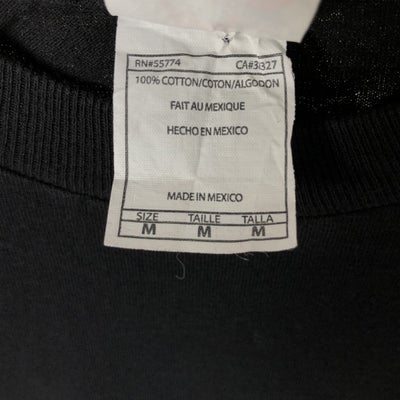 RN#55774 CA#33327
100% COTTON/COTON/ALGODON
FAIT AU MEXIQUE
HECHO EN MEXICO
MADE IN MEXICO
SIZE TAILLE TALLA
M M M